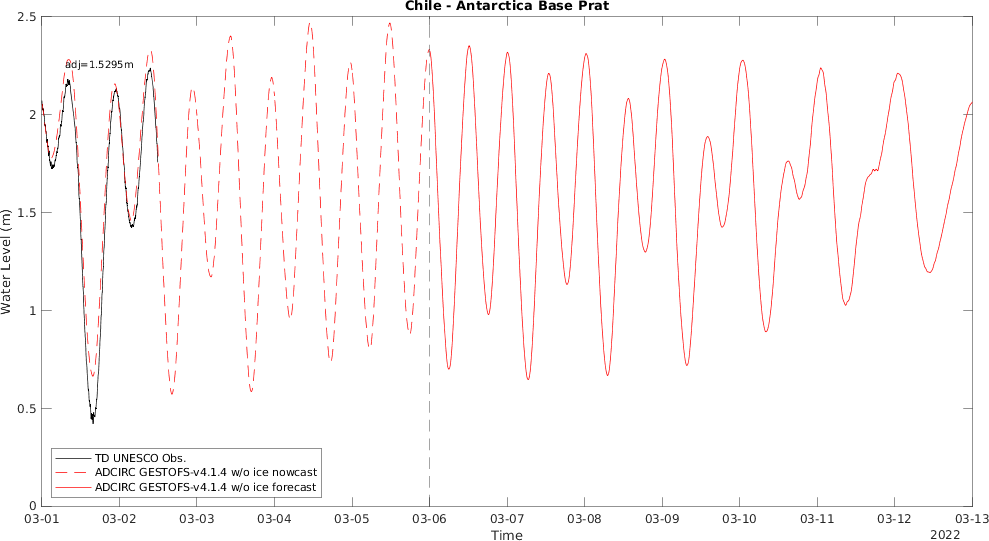 Chile - Antarctica Base Prat
2.5
adj=1.5295m
2
1.5
Water Level (m)
1
0.5
TD UNESCO Obs.
ADCIRC GESTOFS-v4.1.4 w/o ice nowcast
ADCIRC GESTOFS-v4.1.4 w/o ice forecast
0
03-01 03-02 03-03 03-04 03-05 03-06 03-07 03-08 03-09 03-10 03-11 03-12 03-13
Time
2022